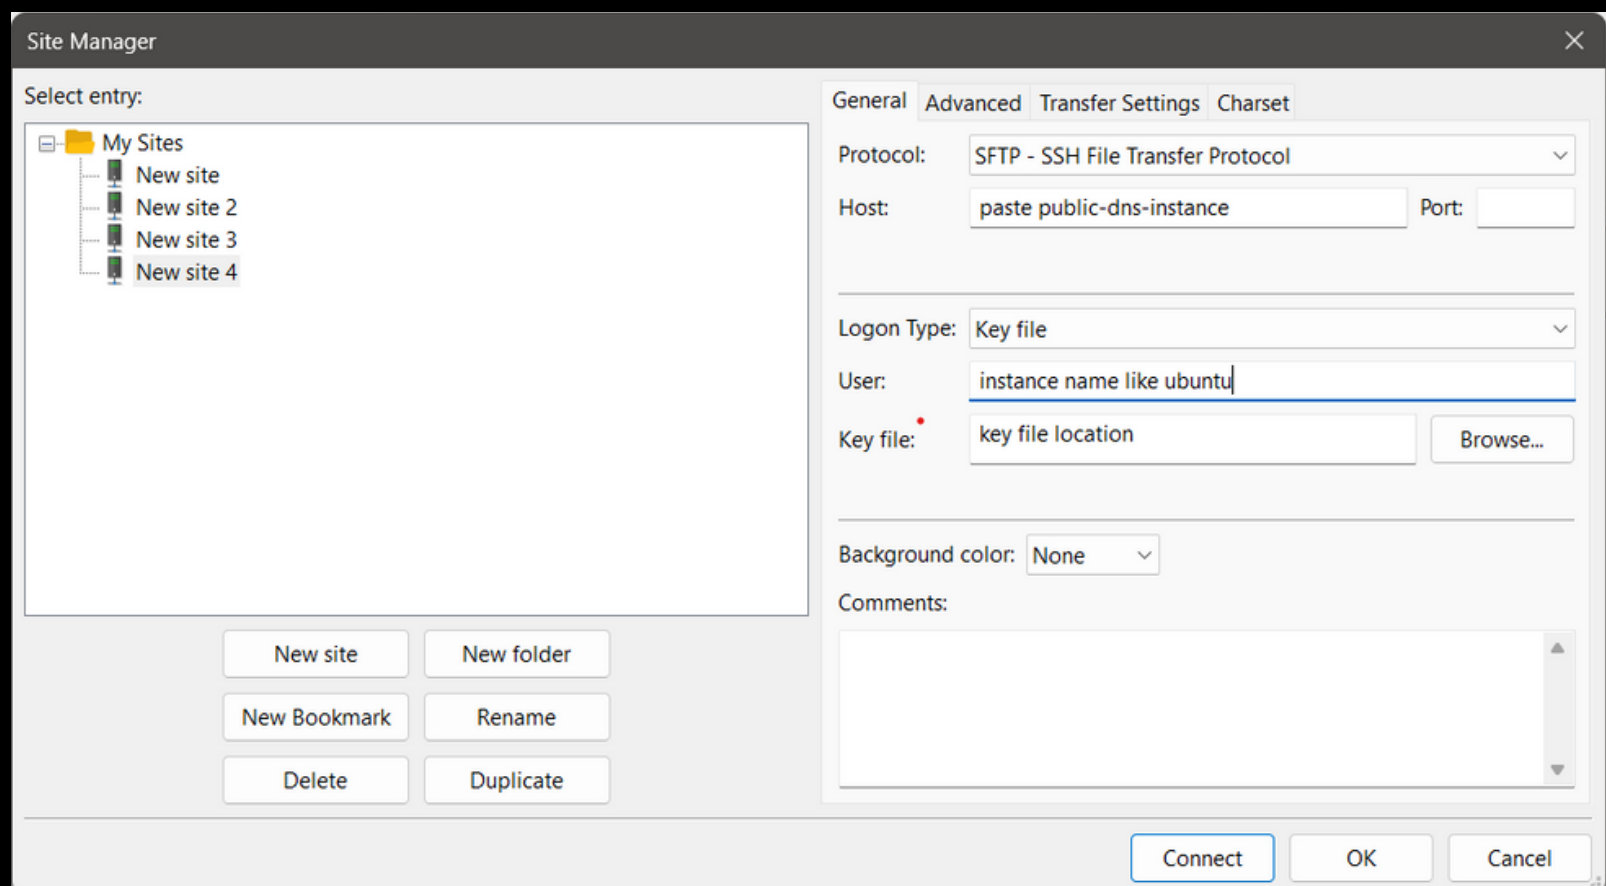 Site Manager
Select entry:
My Sites
New site
New site 2
New site 3
New site 4
New site
New folder
New Bookmark
Rename
Delete
Duplicate
General
Advanced
Transfer Settings
Charset
Protocol:
SFTP - SSH File Transfer Protocol
Host:
paste public-dns-instance
Port:
Logon Type:
Key file
User:
instance name like ubuntu
Key file:
key file location
Browse...
Background color:
None
Comments:
Connect
OK
Cancel